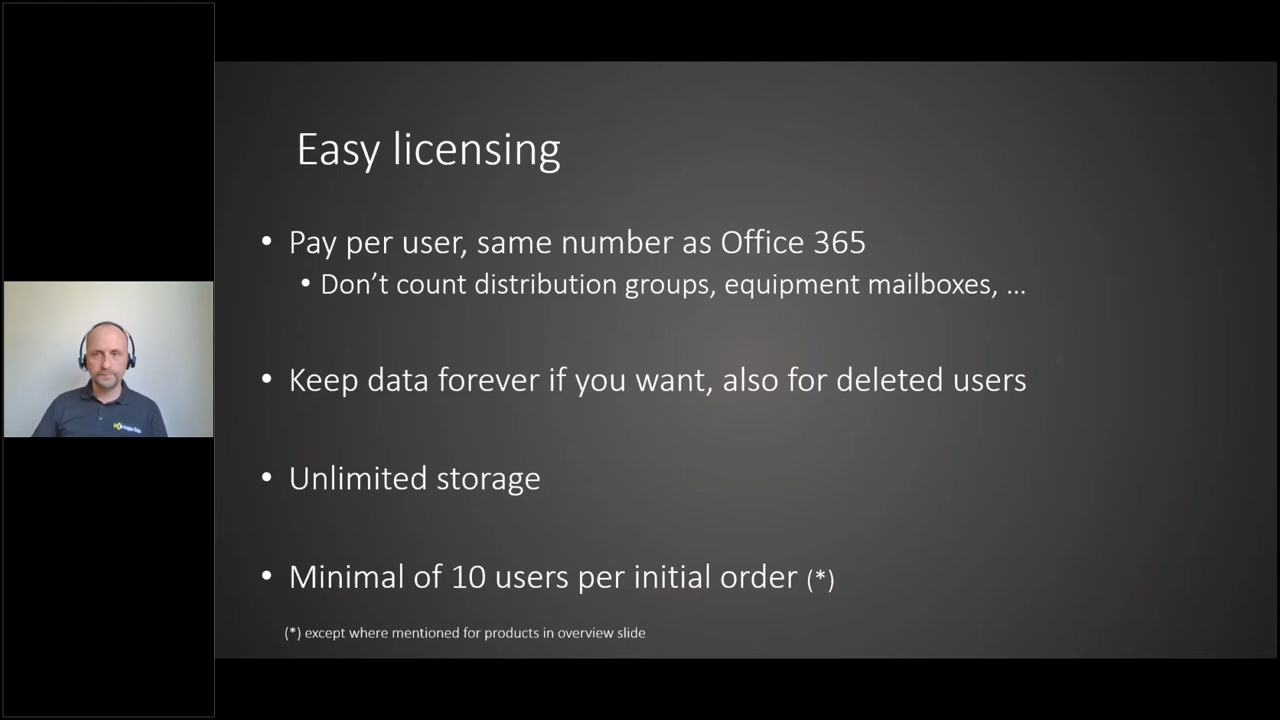 Easy licensing
• Pay per user, same number as Office 365
• Don’t count distribution groups, equipment mailboxes, ...
• Keep data forever if you want, also for deleted users
• Unlimited storage
• Minimal of 10 users per initial order (*)
(*) except where mentioned for products in overview slide